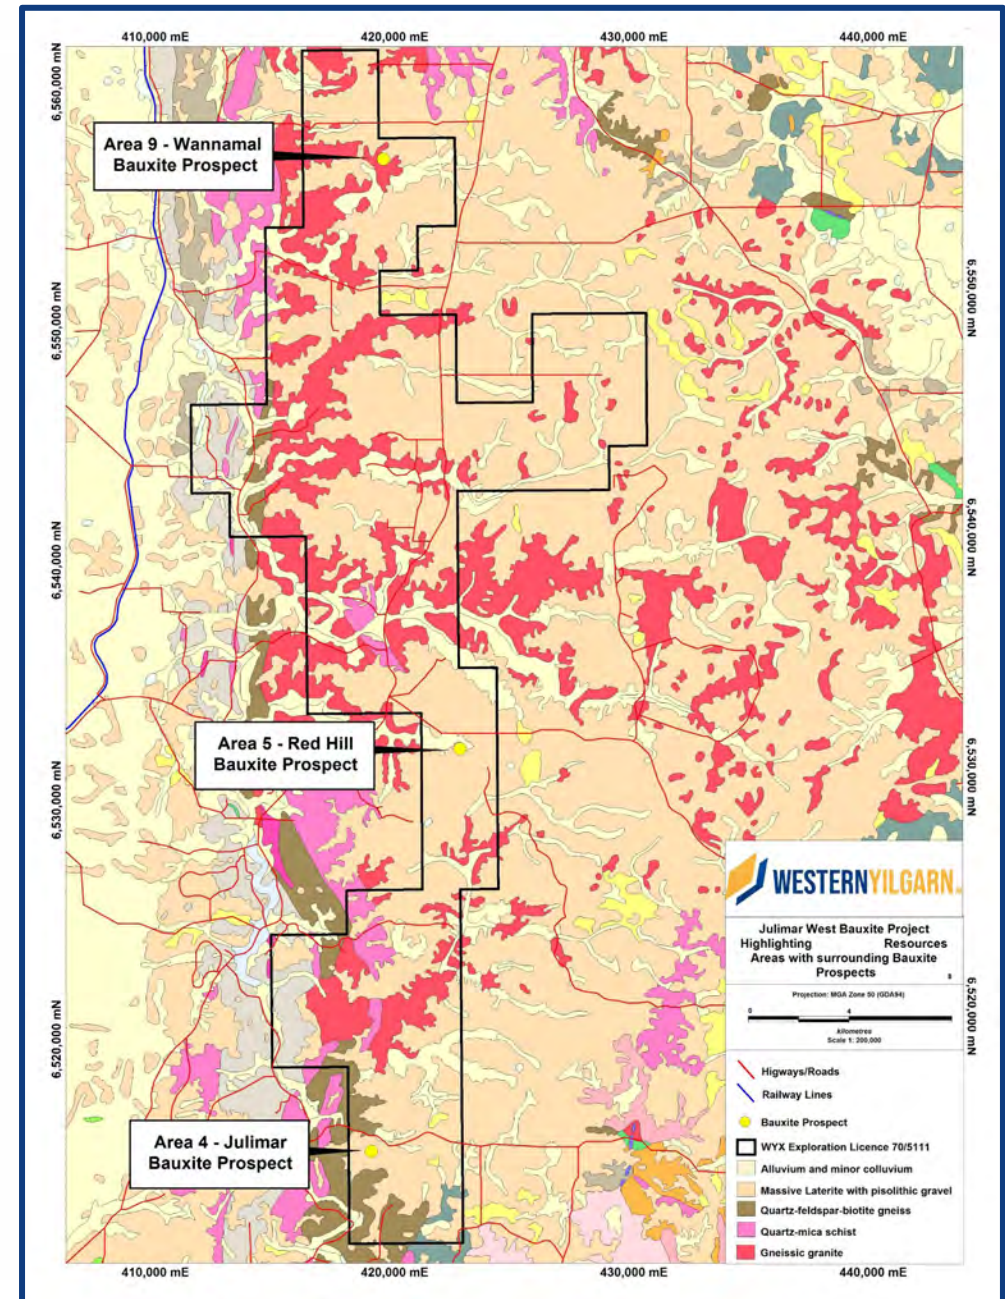 410,000 mE 420,000 mE 430,000 mE 440,000 mE
6,560,000 mN
Area 9 - Wannamal
Bauxite Prospect
6,550,000 mN
6,550,000 mN
6,540,000 mN
6,540,000 mN
Area 5 - Red Hill
Bauxite Prospect
6,530,000 mN
6,530,000 mN
WESTERNYILGARN
Julimar West Bauxite Project
Highlighting Resources
Areas with surrounding Bauxite
Prospects
Projection: MGA Zone 50 (GDA94)
0 4
kilometres
Scale 1: 200,000
6,520,000 mN
6,520,000 mN
Area 4 - Julimar
Bauxite Prospect
Higways/Roads
Railway Lines
Bauxite Prospect
WYX Exploration Licence 70/5111
Alluvium and minor colluvium
Massive Laterite with pisolithic gravel
Quartz-feldspar-biotite gneiss
Quartz-mica schist
Gneissic granite
410,000 mE 420,000 mE 430,000 mE 440,000 mE